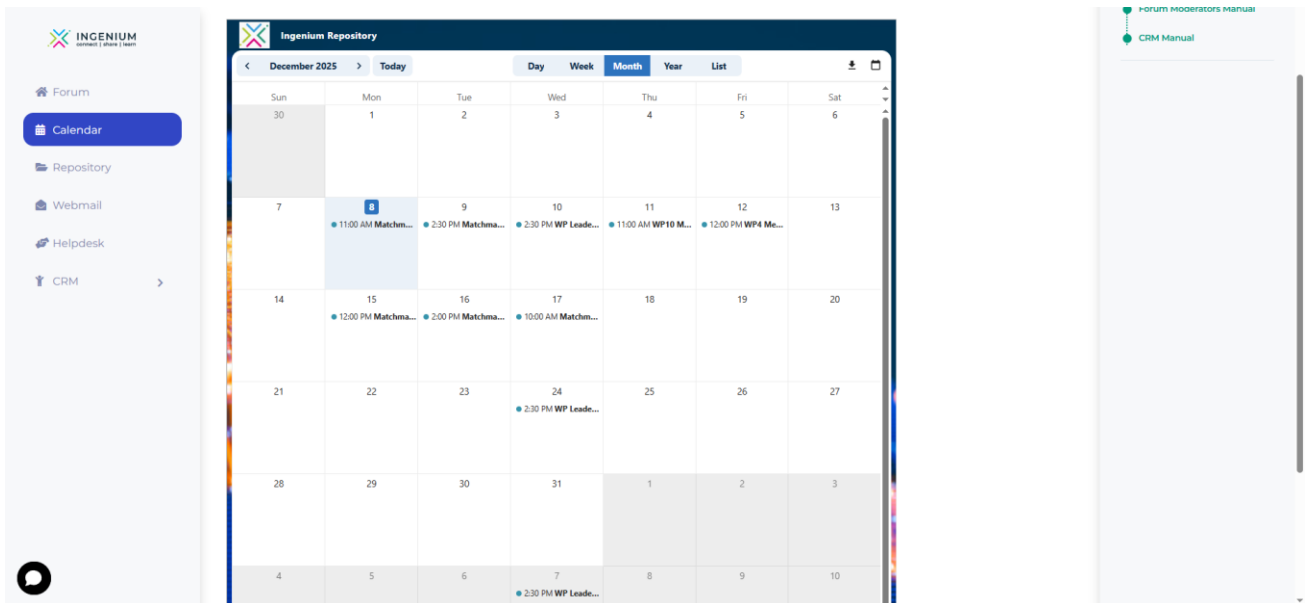 INGENIUM
connect | share | learn
Forum
Calendar
Repository
Webmail
Helpdesk
CRM
Ingenium Repository
December 2025
Today
Day Week Month Year List
Sun Mon Tue Wed Thu Fri Sat
30 1 2 3 4 5 6
7 8 9 10 11 12 13
11:00 AM Matchm... 2:30 PM Matchma... 2:30 PM WP Leade... 11:00 AM WP10 M... 12:00 PM WP4 Me...
14 15 16 17 18 19 20
12:00 PM Matchma... 2:00 PM Matchma... 10:00 AM Matchm...
21 22 23 24 25 26 27
2:30 PM WP Leade...
28 29 30 31 1 2 3
4 5 6 7 8 9 10
2:30 PM WP Leade...
Forum Moderators Manual
CRM Manual